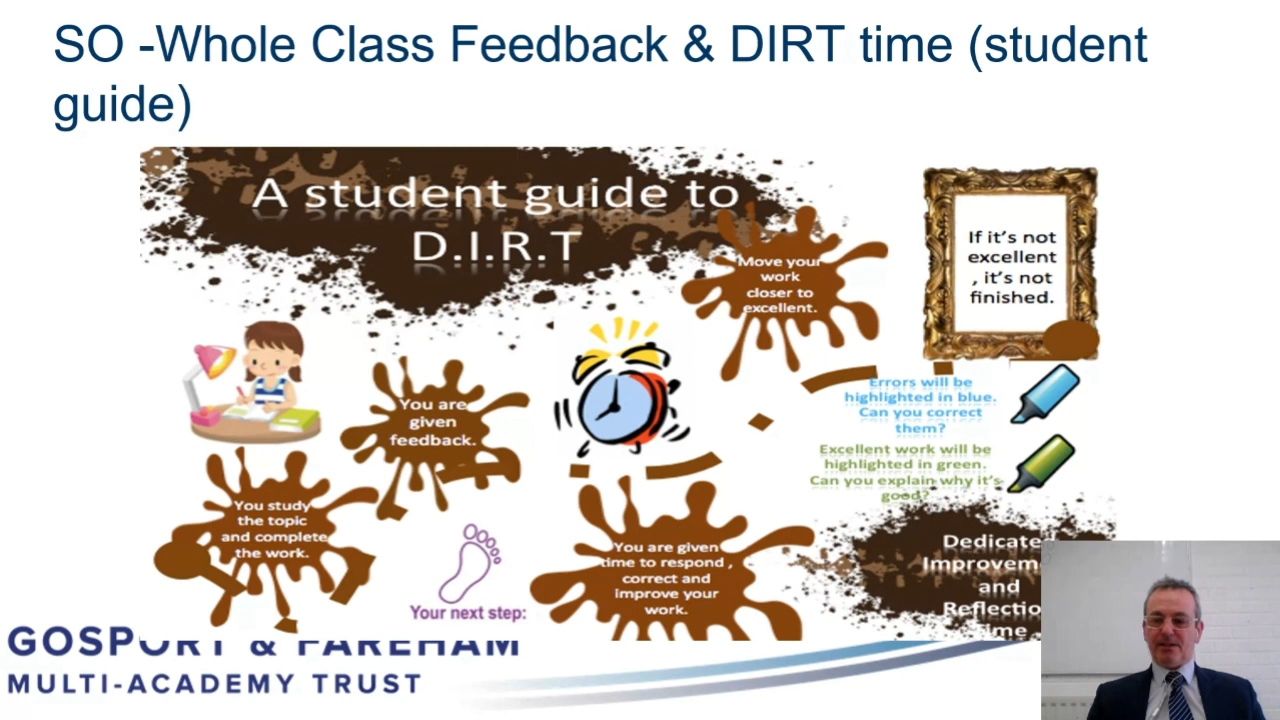 SO -Whole Class Feedback & DIRT time (student
guide)
A student guide to
D.I.R.T
Move your
work
closer to
excellent.
If it's not
excellent
, it's not
finished.
Errors will be
highlighted in blue.
Can you correct
them?
Excellent work will be
highlighted in green.
Can you explain why it's
good?
You are
given
feedback.
You study
the topic
and complete
the work.
Your next step:
You are given
time to respond ,
correct and
improve your
work.
and
Time
GOSPORT & FAREHAM
MULTI-ACADEMY TRUST